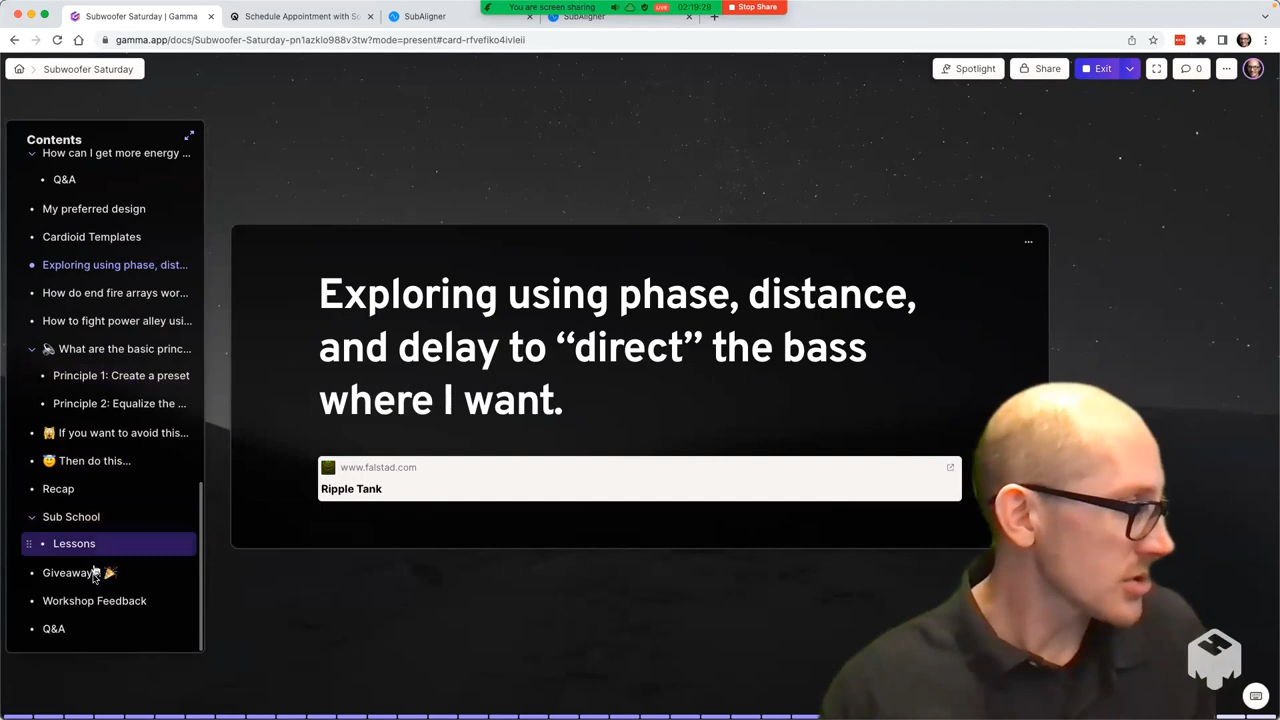 You are screen sharing
LIVE
02:19:28
Stop Share
Subwoofer Saturday | Gamma
Schedule Appointment with So
SubAligner
SubAligner
gamma.app/docs/Subwoofer-Saturday-pn1azklo988v3tw?mode=present#card-rfvefiko4ivleii
Subwoofer Saturday
Spotlight
Share
Exit
0
Contents
How can I get more energy ...
Q&A
My preferred design
Cardioid Templates
Exploring using phase, dist...
How do end fire arrays wor...
How to fight power alley usi...
What are the basic princ...
Principle 1: Create a preset
Principle 2: Equalize the ...
If you want to avoid this...
Then do this...
Recap
Sub School
Lessons
Giveaway
Workshop Feedback
Q&A
Exploring using phase, distance,
and delay to “direct” the bass
where I want.
www.falstad.com
Ripple Tank